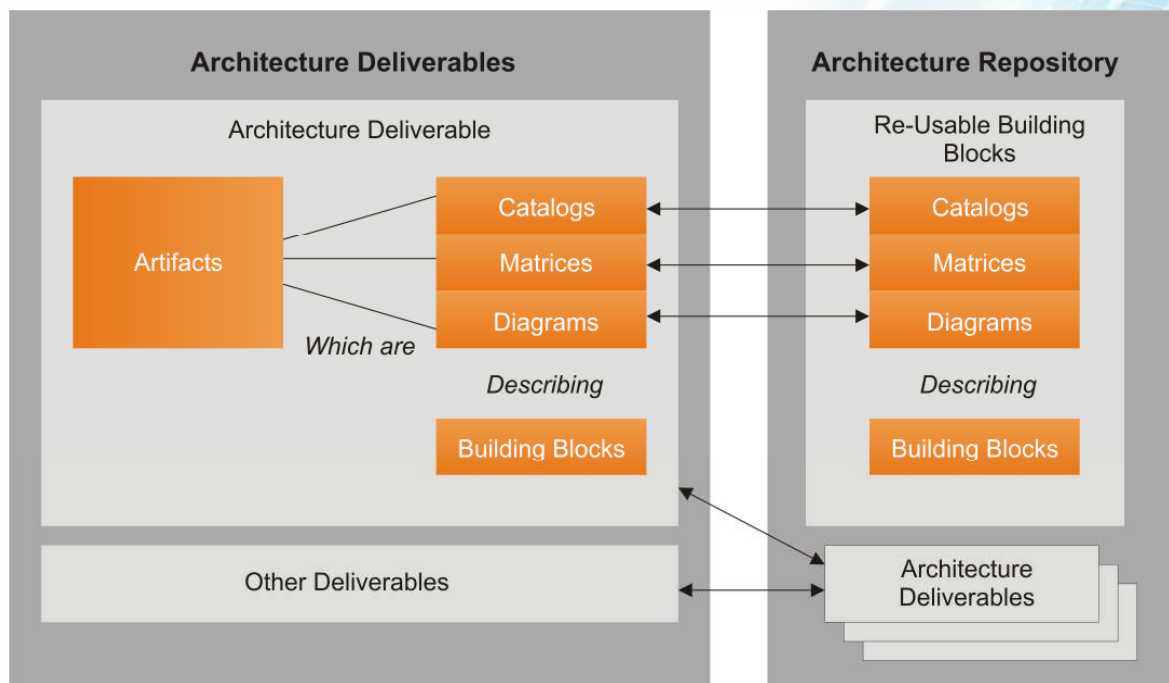 Architecture Deliverables
Architecture Deliverable
Artifacts
Catalogs
Matrices
Diagrams
Which are
Describing
Building Blocks
Other Deliverables
Architecture Repository
Re-Usable Building
Blocks
Catalogs
Matrices
Diagrams
Describing
Building Blocks
Architecture
Deliverables